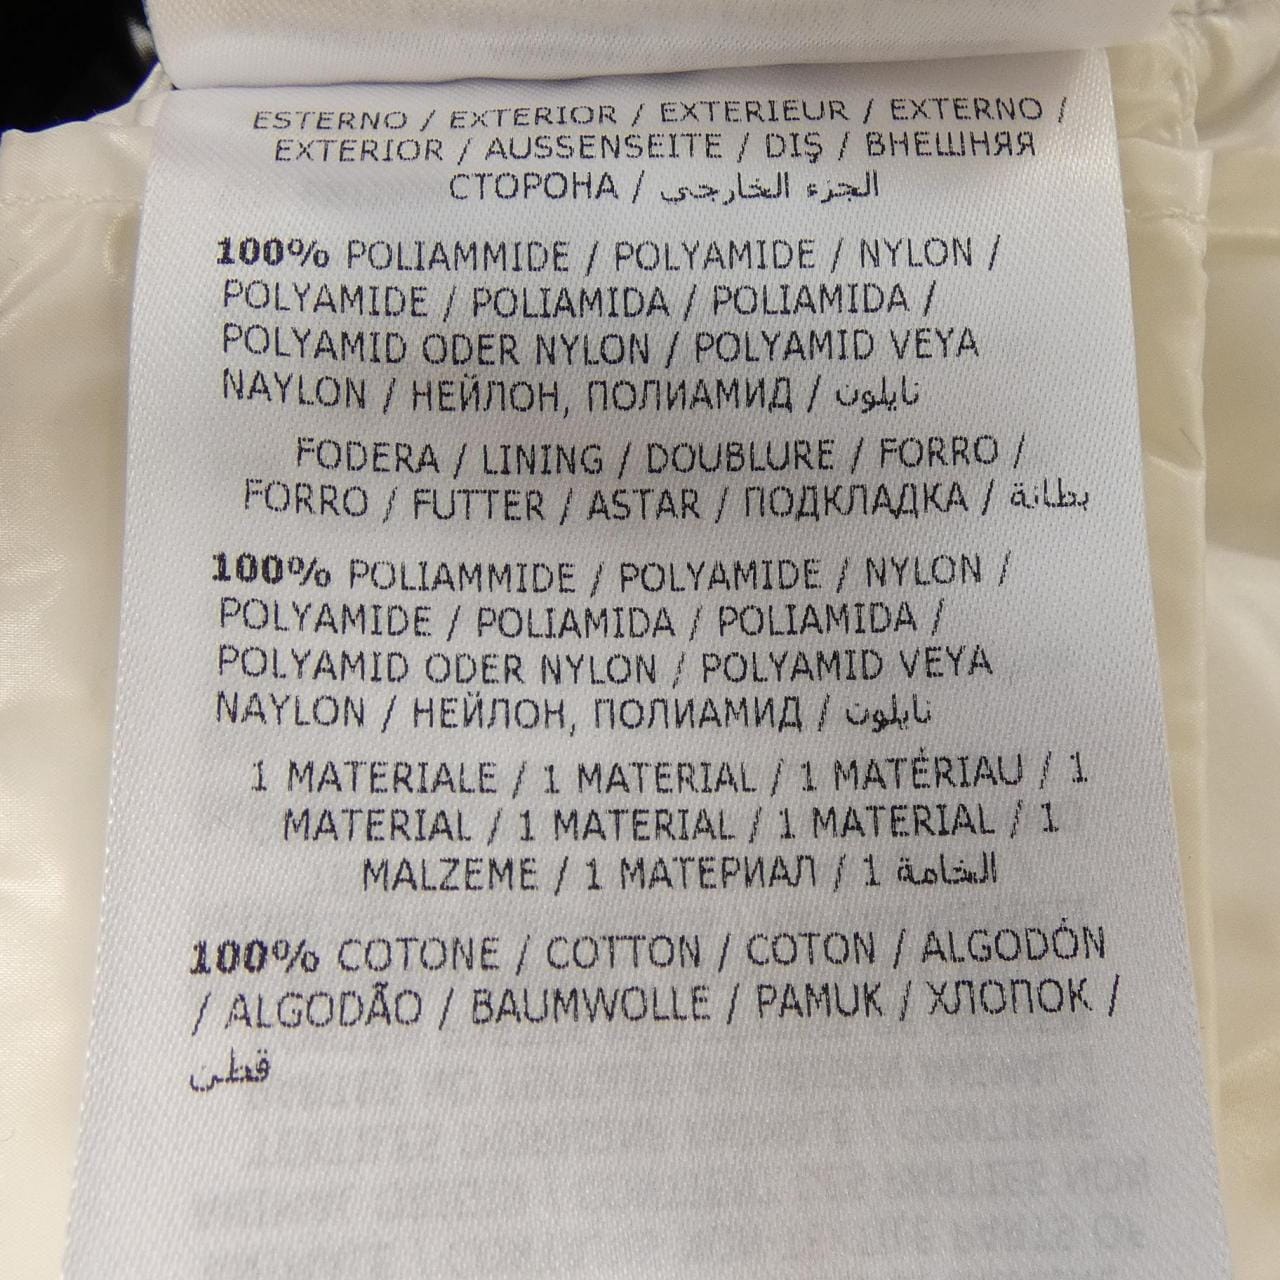 ESTERNO / EXTERIOR / EXTERIEUR / EXTERNO /
EXTERIOR / AUSSENSEITE / DIŞ / ВНЕШНЯЯ
СТОРОНА / الجزء الخارجي
100% POLIAMMIDE / POLYAMIDE / NYLON /
POLYAMIDE / POLIAMIDA / POLIAMIDA /
POLYAMID ODER NYLON / POLYAMID VEYA
NAYLON / НЕЙЛОН, ПОЛИАМИД / نايلون
FODERA / LINING / DOUBLURE / FORRO /
FORRO / FUTTER / ASTAR / ПОДКЛАДКА / بطانة
100% POLIAMMIDE / POLYAMIDE / NYLON /
POLYAMIDE / POLIAMIDA / POLIAMIDA /
POLYAMID ODER NYLON / POLYAMID VEYA
NAYLON / НЕЙЛОН, ПОЛИАМИД / نايلون
1 MATERIALE / 1 MATERIAL / 1 MATÉRIAU / 1
MATERIAL / 1 MATERIAL / 1 MATERIAL / 1
MALZEME / 1 МАТЕРИАЛ / 1 الخامة
100% COTONE / COTTON / COTON / ALGODÓN
/ ALGODÃO / BAUMWOLLE / PAMUK / ХЛОПОК /
قطن